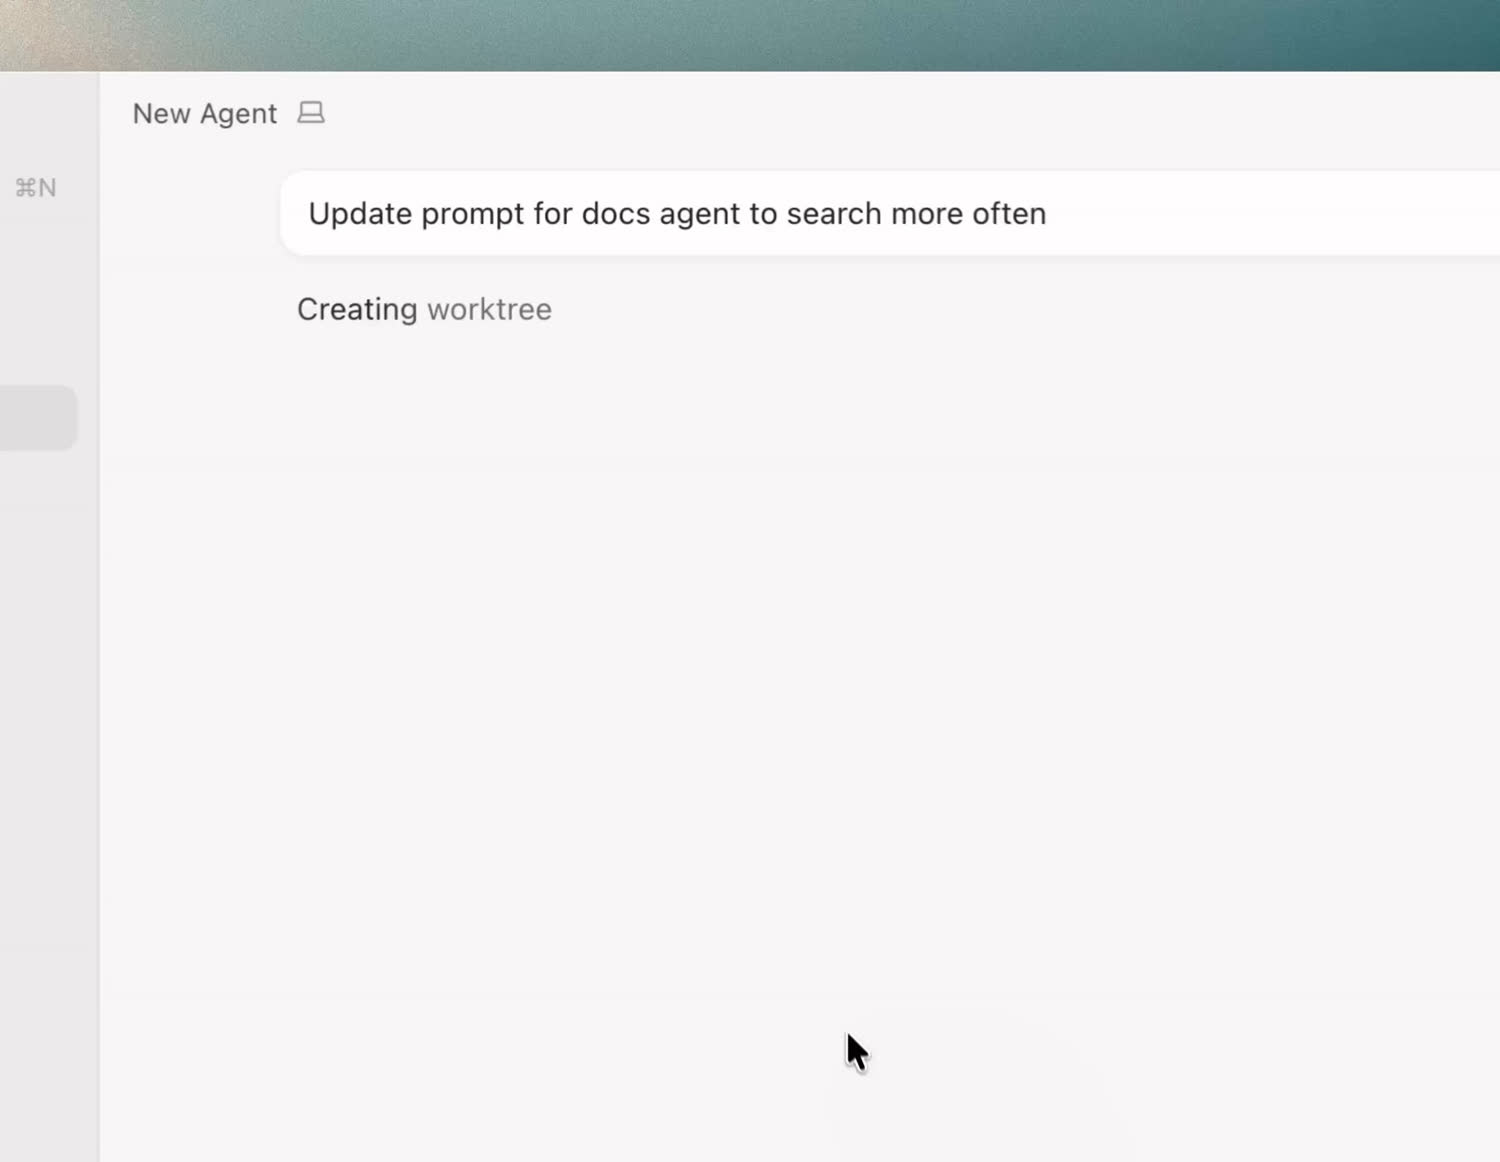 New Agent
⌘N
Update prompt for docs agent to search more often
Creating worktree